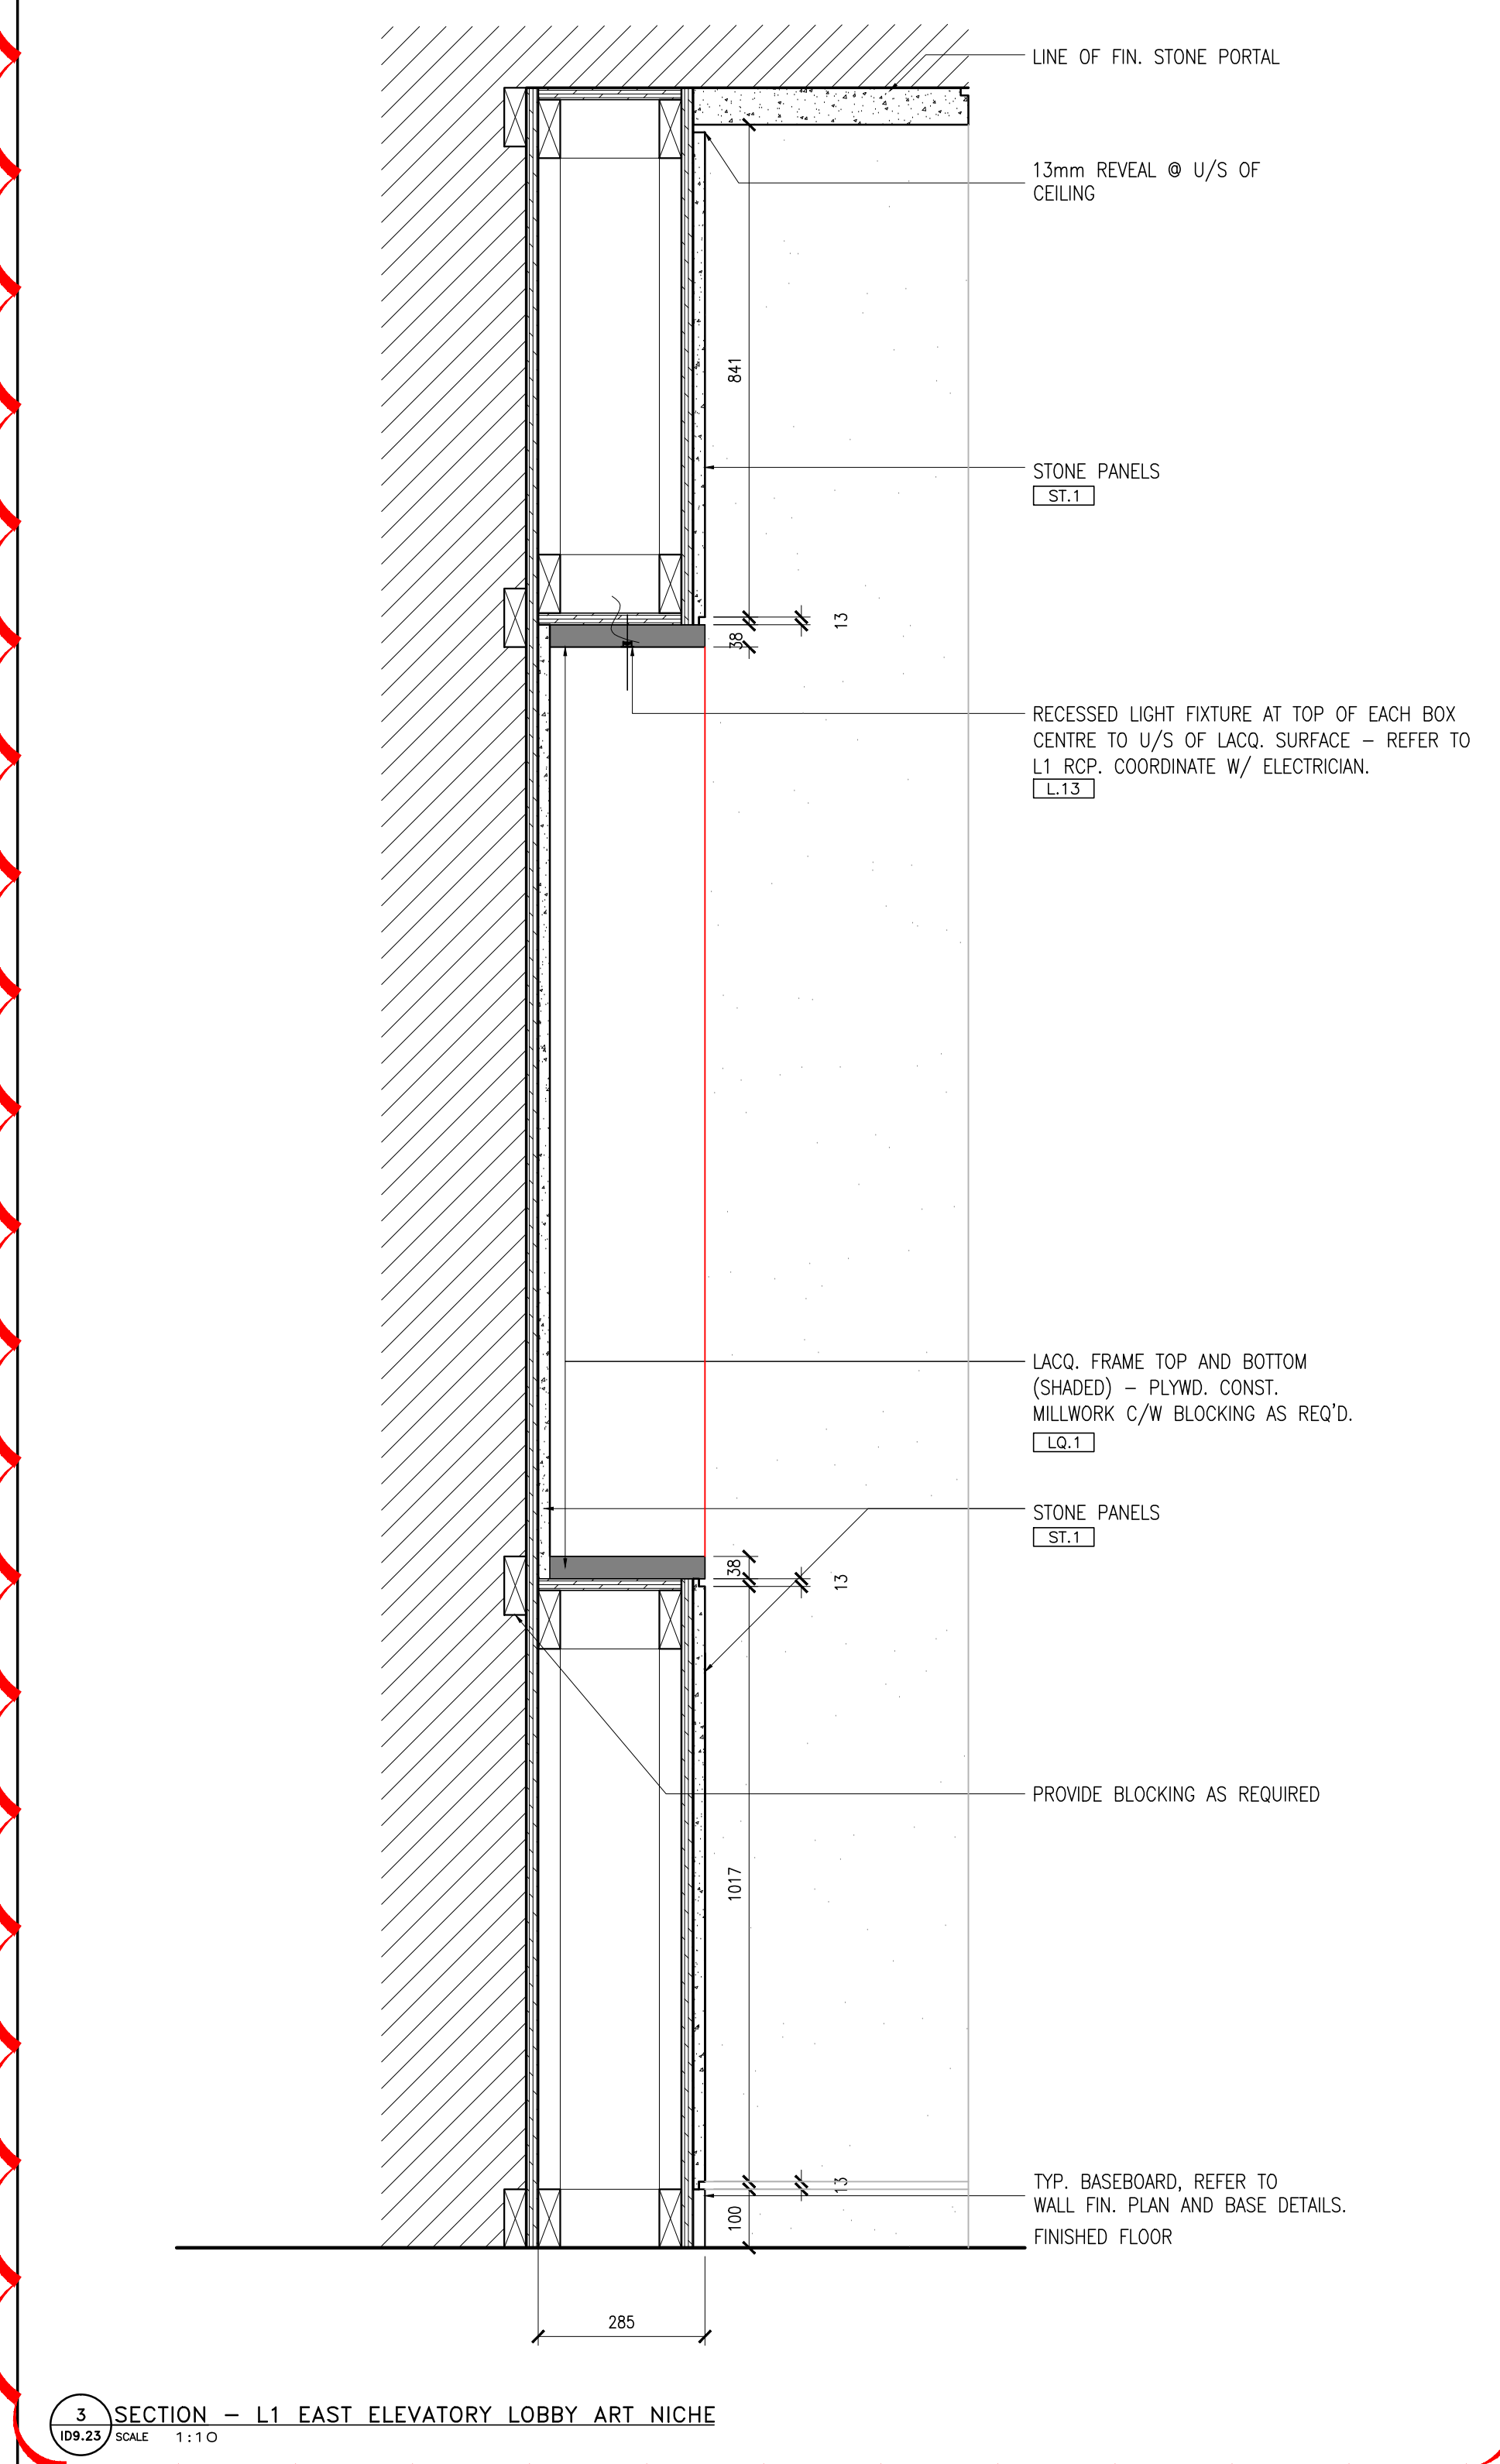 LINE OF FIN. STONE PORTAL
13mm REVEAL @ U/S OF
CEILING
841
STONE PANELS
ST.1
13
38
RECESSED LIGHT FIXTURE AT TOP OF EACH BOX
CENTRE TO U/S OF LACQ. SURFACE – REFER TO
L1 RCP. COORDINATE W/ ELECTRICIAN.
L.13
LACQ. FRAME TOP AND BOTTOM
(SHADED) – PLYWD. CONST.
MILLWORK C/W BLOCKING AS REQ'D.
LQ.1
STONE PANELS
ST.1
38
13
PROVIDE BLOCKING AS REQUIRED
1017
13
TYP. BASEBOARD, REFER TO
WALL FIN. PLAN AND BASE DETAILS.
100
FINISHED FLOOR
285
3
ID9.23
SECTION – L1 EAST ELEVATORY LOBBY ART NICHE
SCALE 1:10